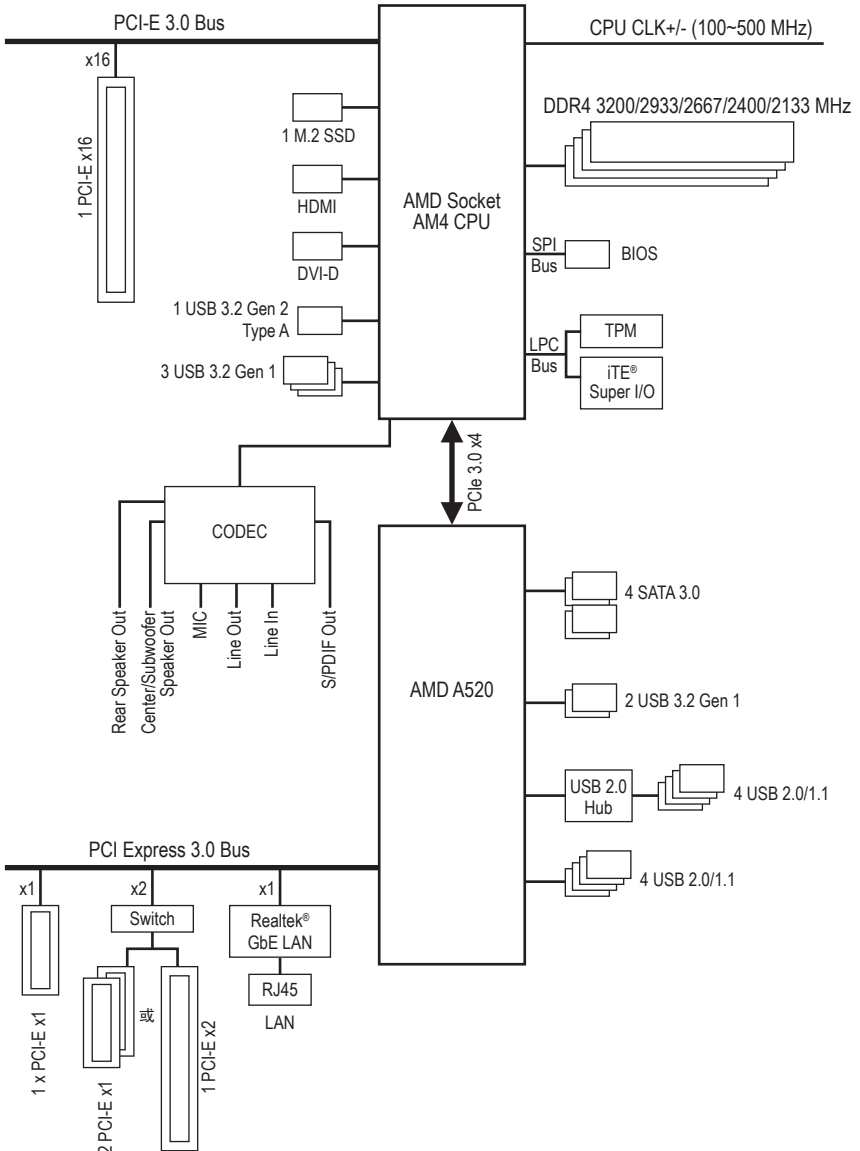 PCI-E 3.0 Bus
CPU CLK+/- (100~500 MHz)
x16
1 PCI-E x16
DDR4 3200/2933/2667/2400/2133 MHz
1 M.2 SSD
HDMI
DVI-D
1 USB 3.2 Gen 2
Type A
3 USB 3.2 Gen 1
AMD Socket
AM4 CPU
SPI
Bus
BIOS
LPC
Bus
TPM
iTE®
Super I/O
PCIe 3.0 x4
CODEC
Rear Speaker Out
Center/Subwoofer
Speaker Out
MIC
Line Out
Line In
S/PDIF Out
AMD A520
4 SATA 3.0
2 USB 3.2 Gen 1
USB 2.0
Hub
4 USB 2.0/1.1
4 USB 2.0/1.1
PCI Express 3.0 Bus
x1
x2
x1
Switch
Realtek®
GbE LAN
RJ45
LAN
1 x PCI-E x1
2 PCI-E x1
或
1 PCI-E x2